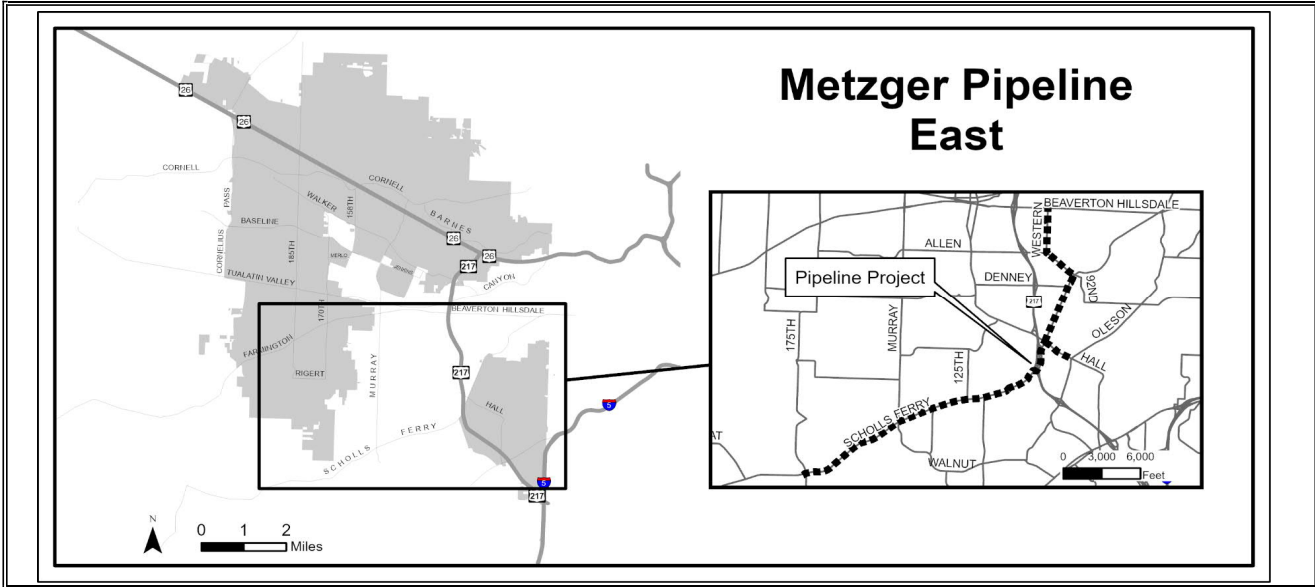 Metzger Pipeline
East
26
26
CORNELL
CORNELL
PASS
WALKER
158TH
BARNES
BASELINE
185TH
26
26
MERLO
JENKINS
217
CORNELIUS
TUALATIN VALLEY
CANYON
170TH
BEAVERTON HILLSDALE
FARMINGTON
MURRAY
RIGERT
217
HALL
5
SCHOLLS FERRY
5
217
N
0 1 2
Miles
BEAVERTON HILLSDALE
WESTERN
ALLEN
DENNEY
Pipeline Project
217
92ND
OLESON
175TH
MURRAY
125TH
HALL
SCHOLLS FERRY
AT
WALNUT
0 3,000 6,000
Feet